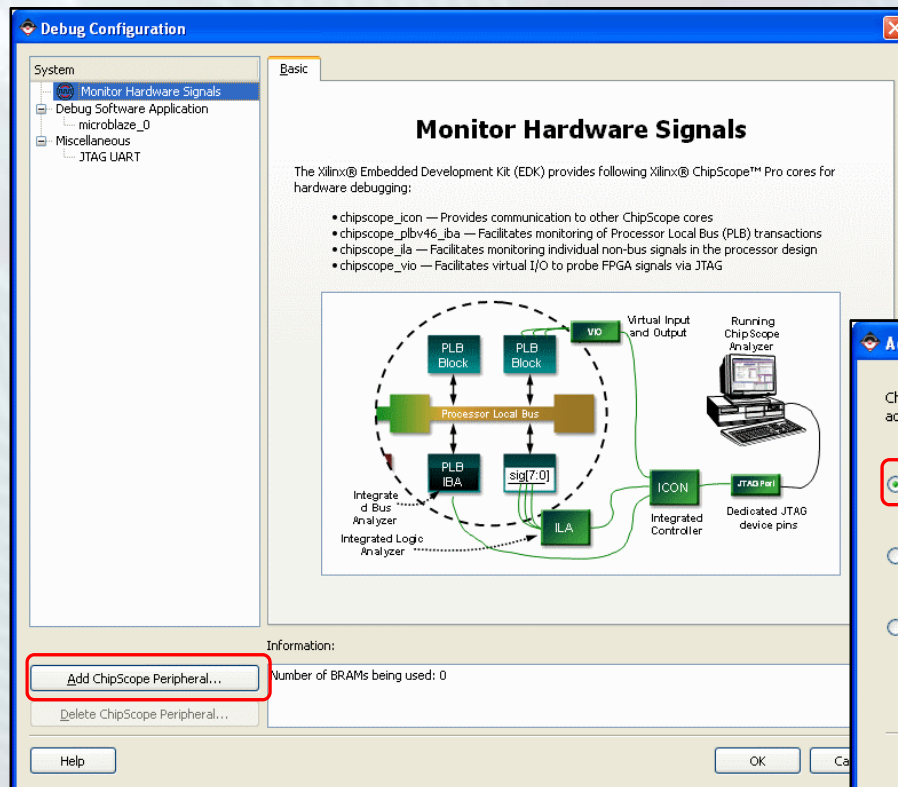 Debug Configuration
System
Monitor Hardware Signals
Debug Software Application
microblaze_0
Miscellaneous
JTAG UART
Basic
Monitor Hardware Signals
The Xilinx® Embedded Development Kit (EDK) provides following Xilinx® ChipScope™ Pro cores for
hardware debugging:
• chipscope_icon — Provides communication to other ChipScope cores
• chipscope_plbv46_iba — Facilitates monitoring of Processor Local Bus (PLB) transactions
• chipscope_ila — Facilitates monitoring individual non-bus signals in the processor design
• chipscope_vio — Facilitates virtual I/O to probe FPGA signals via JTAG
PLB
Block
PLB
Block
VIO
Virtual Input
and Output
Running
ChipScope
Analyzer
Processor Local Bus
PLB
IBA
sig[7:0]
Integrate
d Bus
Analyzer
Integrated Logic
Analyzer
ILA
ICON
Integrated
Controller
JTAG Port
Dedicated JTAG
device pins
Information:
Number of BRAMs being used: 0
Add ChipScope Peripheral...
Delete ChipScope Peripheral...
Help
OK